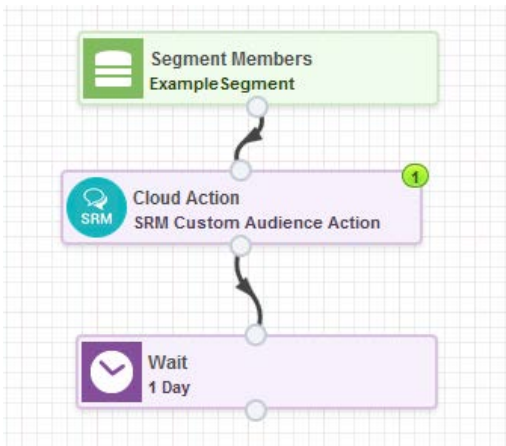 Segment Members
ExampleSegment
1
Cloud Action
SRM
SRM Custom Audience Action
Wait
1 Day